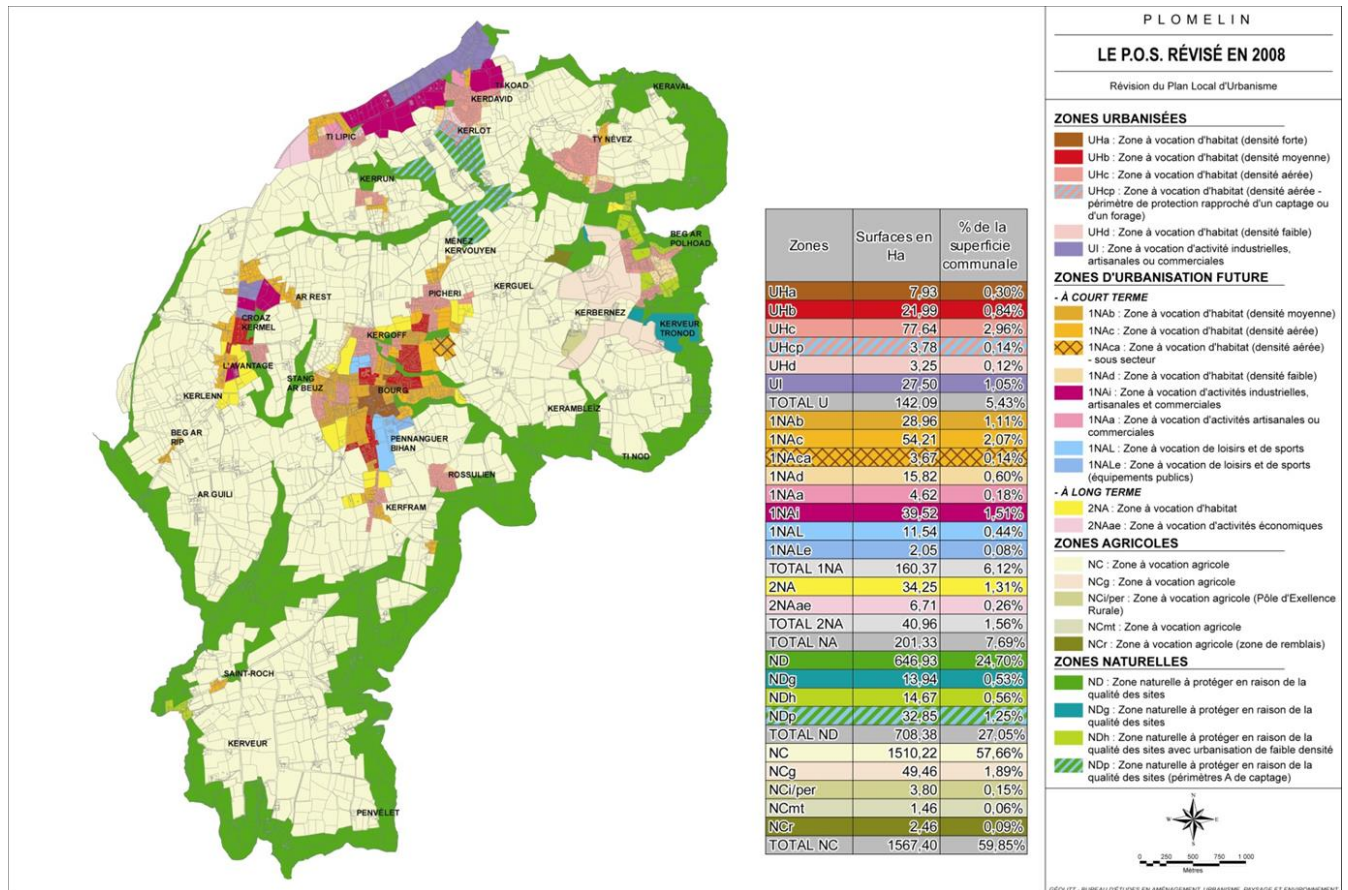 TI KOAD
KERDAVID
KERAVAL
KERLOT
TI LIPIC
TY NÉVEZ
KERRUN
MÉNEZ
KERVOUYEN
BEG AR
POLHOAD
KERGUEL
AR REST
PICHERI
CROAZ
KERMEL
KERBERNEZ
KERVEUR
TRONOD
KERGOFF
L'AVANTAGE
STANG
AR BEUZ
BOURG
KERLENN
KERAMBLEIZ
BEG AR
RIP
PENNANGUER
BIHAN
TI NOD
ROSSULIEN
AR GUILI
KERFRAM
SAINT-ROCH
KERVEUR
PENVÉLET
Zones Surfaces en Ha % de la superficie communale
UHa 7,93 0,30%
UHb 21,99 0,84%
UHc 77,64 2,96%
UHcp 3,78 0,14%
UHd 3,25 0,12%
UI 27,50 1,05%
TOTAL U 142,09 5,43%
1NAb 28,96 1,11%
1NAc 54,21 2,07%
1NAca 3,67 0,14%
1NAd 15,82 0,60%
1NAa 4,62 0,18%
1NAi 39,52 1,51%
1NAL 11,54 0,44%
1NALe 2,05 0,08%
TOTAL 1NA 160,37 6,12%
2NA 34,25 1,31%
2NAae 6,71 0,26%
TOTAL 2NA 40,96 1,56%
TOTAL NA 201,33 7,69%
ND 646,93 24,70%
NDg 13,94 0,53%
NDh 14,67 0,56%
NDp 32,85 1,25%
TOTAL ND 708,38 27,05%
NC 1510,22 57,66%
NCg 49,46 1,89%
NCi/per 3,80 0,15%
NCmt 1,46 0,06%
NCr 2,46 0,09%
TOTAL NC 1567,40 59,85%
PLOMELIN
LE P.O.S. RÉVISÉ EN 2008
Révision du Plan Local d'Urbanisme
ZONES URBANISÉES
UHa : Zone à vocation d'habitat (densité forte)
UHb : Zone à vocation d'habitat (densité moyenne)
UHc : Zone à vocation d'habitat (densité aérée)
UHcp : Zone à vocation d'habitat (densité aérée -
périmètre de protection rapproché d'un captage ou
d'un forage)
UHd : Zone à vocation d'habitat (densité faible)
UI : Zone à vocation d'activité industrielles,
artisanales ou commerciales
ZONES D'URBANISATION FUTURE
- À COURT TERME
1NAb : Zone à vocation d'habitat (densité moyenne)
1NAc : Zone à vocation d'habitat (densité aérée)
1NAca : Zone à vocation d'habitat (densité aérée)
- sous secteur
1NAd : Zone à vocation d'habitat (densité faible)
1NAi : Zone à vocation d'activités industrielles,
artisanales et commerciales
1NAa : Zone à vocation d'activités artisanales ou
commerciales
1NAL : Zone à vocation de loisirs et de sports
1NALe : Zone à vocation de loisirs et de sports
(équipements publics)
- À LONG TERME
2NA : Zone à vocation d'habitat
2NAae : Zone à vocation d'activités économiques
ZONES AGRICOLES
NC : Zone à vocation agricole
NCg : Zone à vocation agricole
NCi/per : Zone à vocation agricole (Pôle d'Exellence
Rurale)
NCmt : Zone à vocation agricole
NCr : Zone à vocation agricole (zone de remblais)
ZONES NATURELLES
ND : Zone naturelle à protéger en raison de la
qualité des sites
NDg : Zone naturelle à protéger en raison de la
qualité des sites
NDh : Zone naturelle à protéger en raison de la
qualité des sites avec urbanisation de faible densité
NDp : Zone naturelle à protéger en raison de la
qualité des sites (périmètres A de captage)
N
W E
S
0 250 500 750 1 000
Mètres
GÉOLITT - BUREAU D'ÉTUDES EN AMÉNAGEMENT, URBANISME, PAYSAGE ET ENVIRONNEMENT